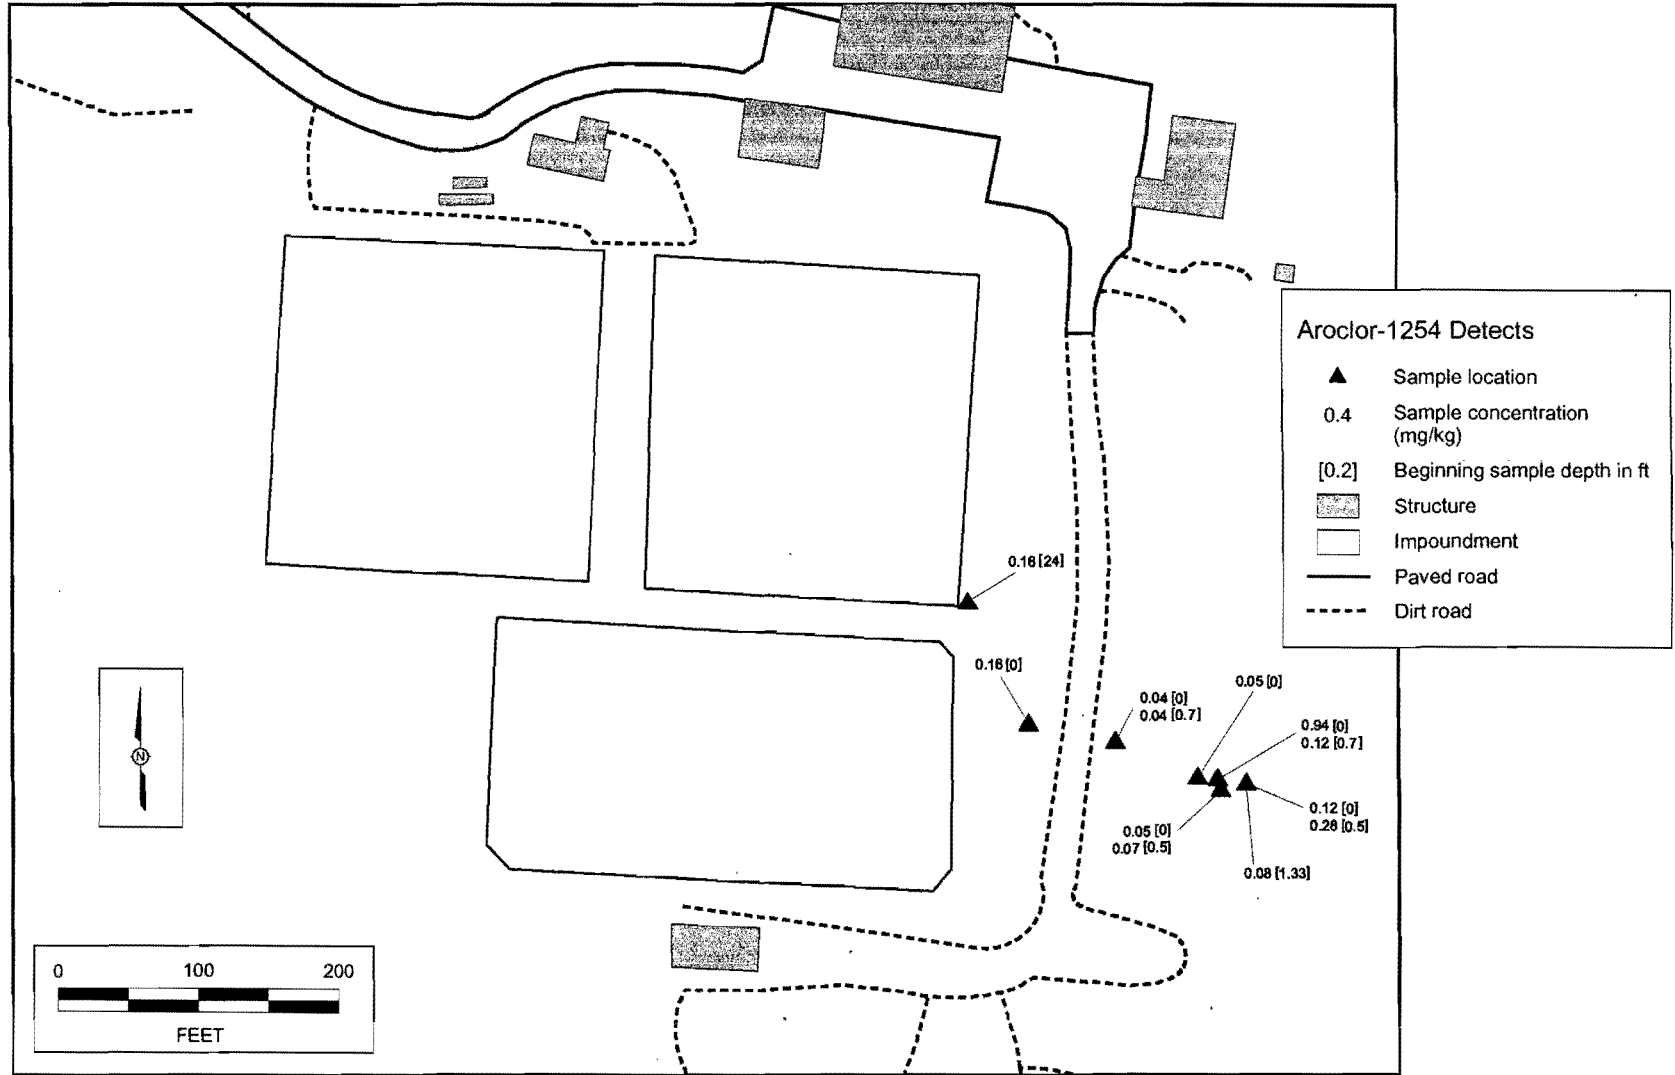 Aroclor-1254 Detects
Sample location
0.4 Sample concentration
(mg/kg)
[0.2] Beginning sample depth in ft
Structure
Impoundment
Paved road
Dirt road
0.16 [24]
0.16 [0]
0.04 [0]
0.04 [0.7]
0.05 [0]
0.94 [0]
0.12 [0.7]
0.12 [0]
0.28 [0.5]
0.05 [0]
0.07 [0.5]
0.08 [1.33]
N
0 100 200
FEET